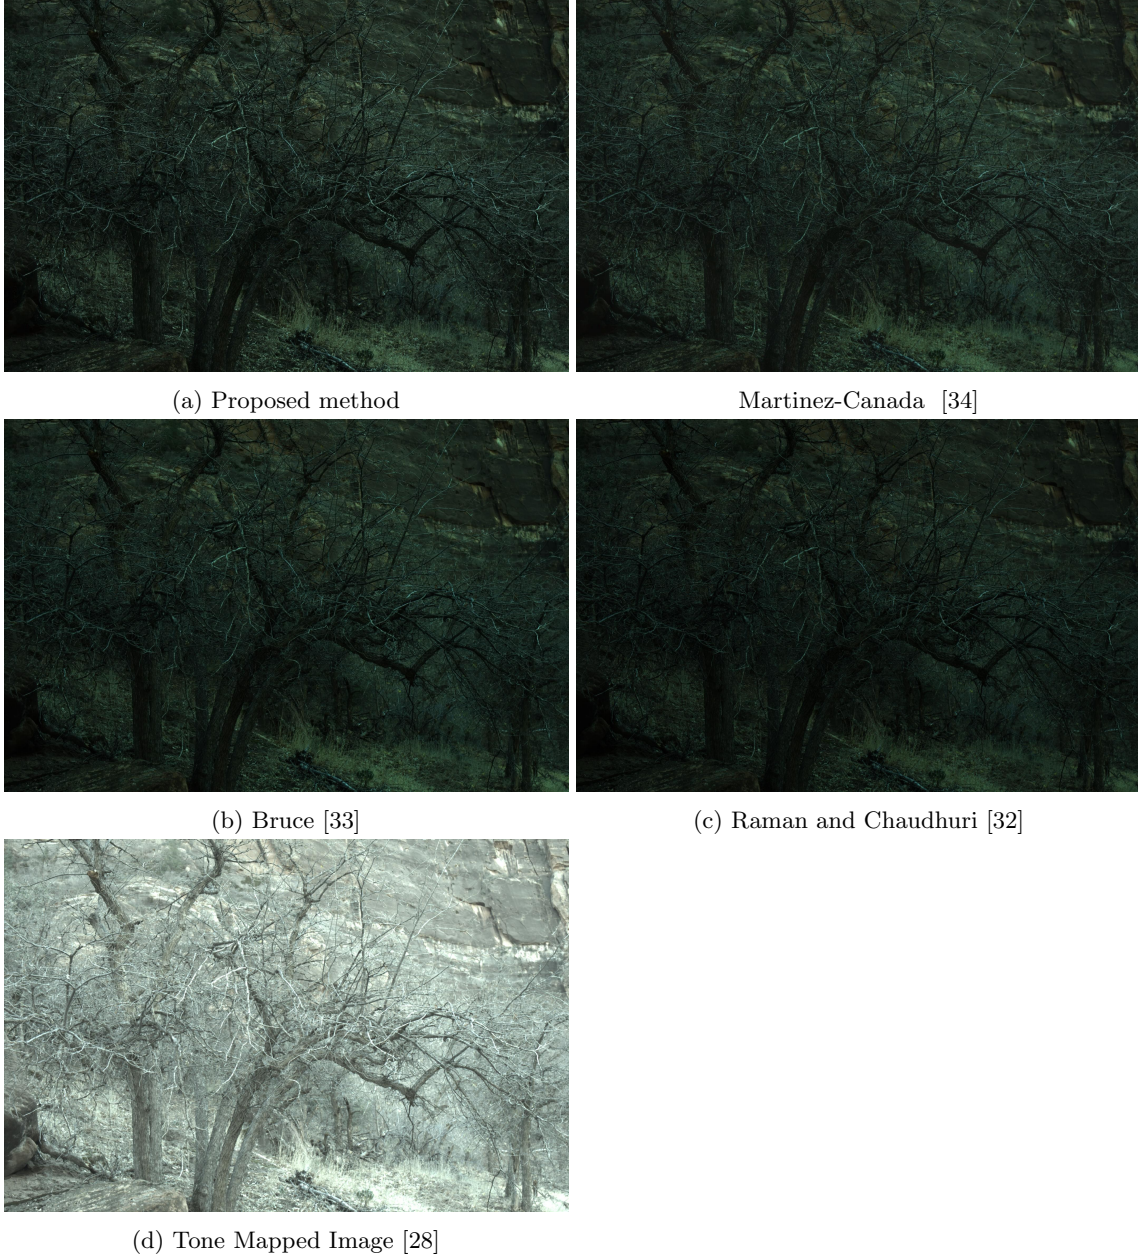 (a) Proposed method
Martinez-Canada [34]
(b) Bruce [33]
(c) Raman and Chaudhuri [32]
(d) Tone Mapped Image [28]